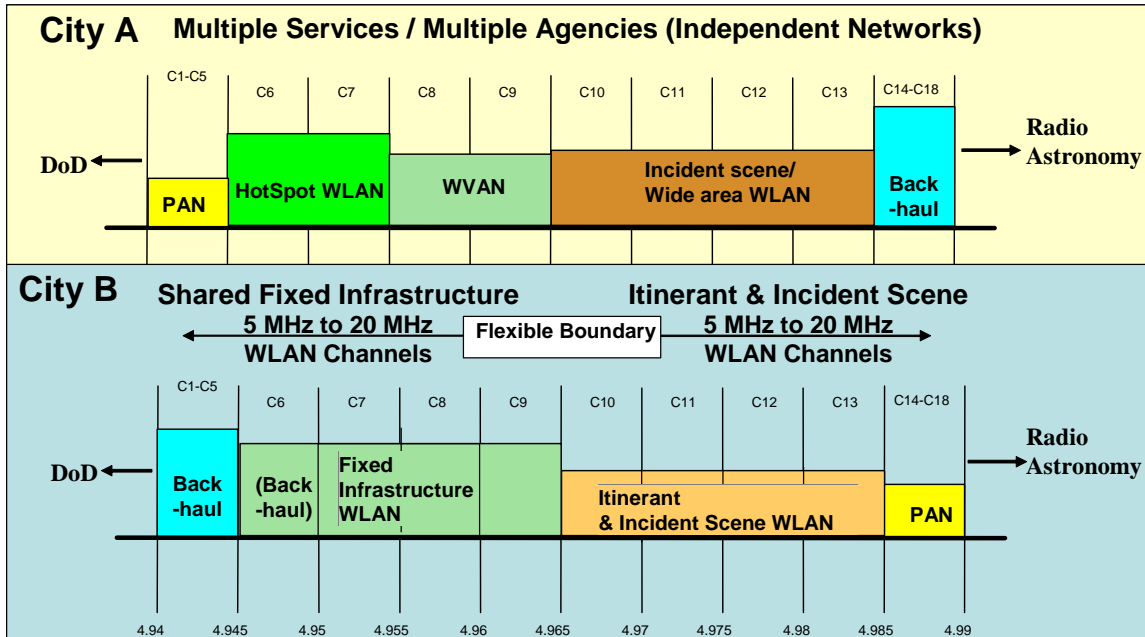 City A
Multiple Services / Multiple Agencies (Independent Networks)
C1-C5
C6
C7
C8
C9
C10
C11
C12
C13
C14-C18
DoD
Radio
Astronomy
PAN
HotSpot WLAN
WVAN
Incident scene/
Wide area WLAN
Back
-haul
City B
Shared Fixed Infrastructure
5 MHz to 20 MHz
WLAN Channels
Flexible Boundary
Itinerant & Incident Scene
5 MHz to 20 MHz
WLAN Channels
C1-C5
C6
C7
C8
C9
C10
C11
C12
C13
C14-C18
DoD
Radio
Astronomy
Back
-haul
(Back
-haul)
Fixed
Infrastructure
WLAN
Itinerant
& Incident Scene WLAN
PAN
4.94
4.945
4.95
4.955
4.96
4.965
4.97
4.975
4.98
4.985
4.99